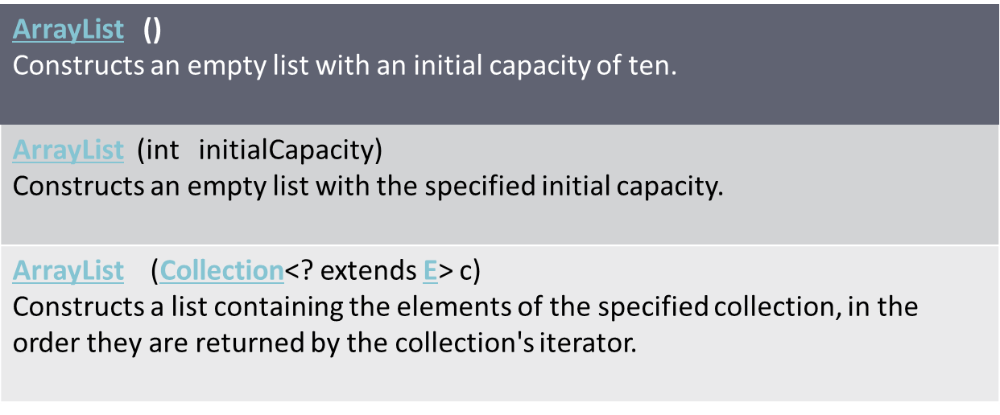 ArrayList ()
Constructs an empty list with an initial capacity of ten.
ArrayList (int initialCapacity)
Constructs an empty list with the specified initial capacity.
ArrayList (Collection<? extends E> c)
Constructs a list containing the elements of the specified collection, in the
order they are returned by the collection's iterator.